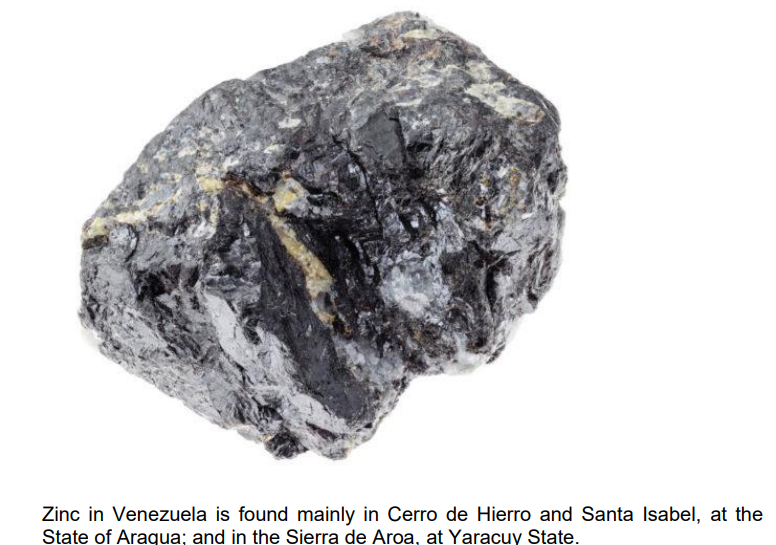 Zinc in Venezuela is found mainly in Cerro de Hierro and Santa Isabel, at the
State of Aragua; and in the Sierra de Aroa, at Yaracuy State.